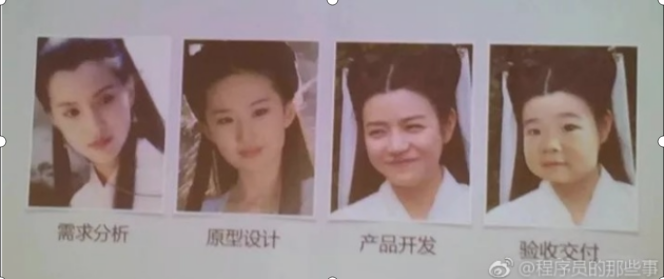 需求分析
原型设计
产品开发
验收交付
@程序员的那些事